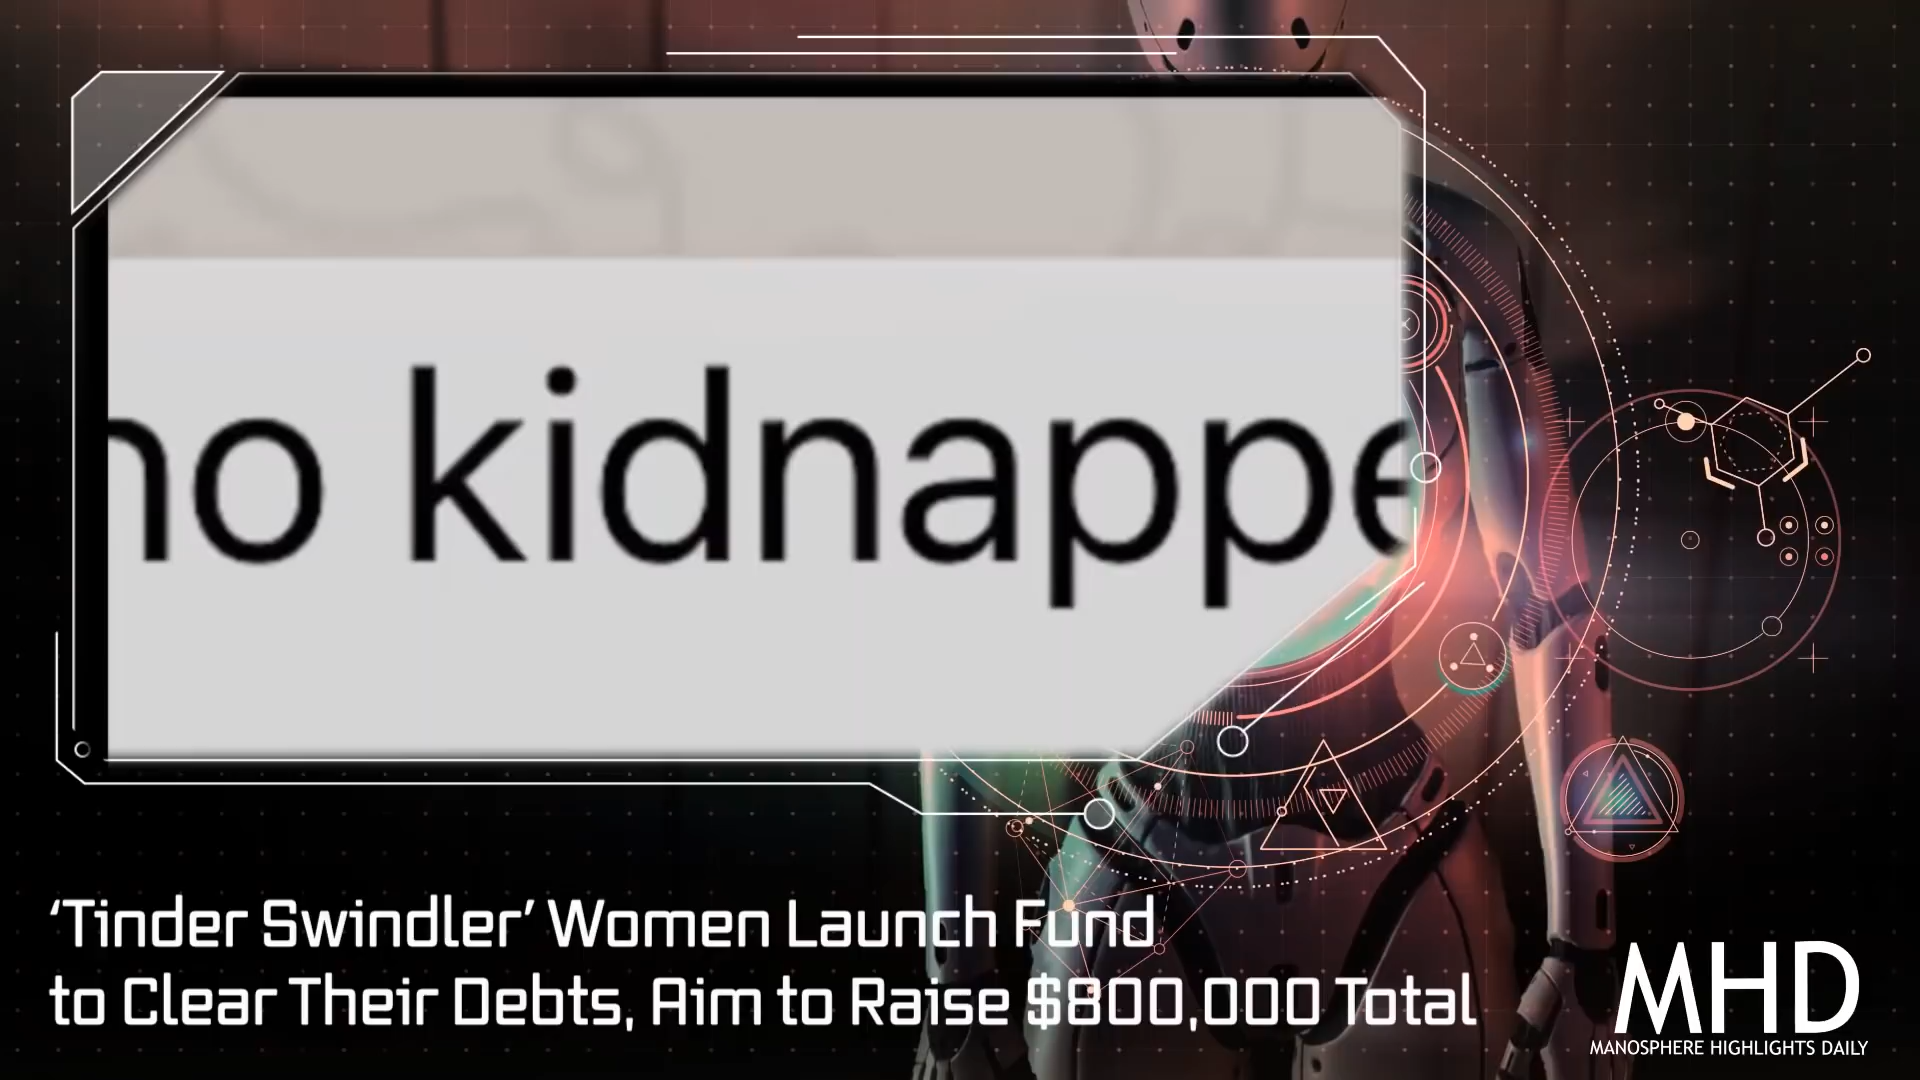 no kidnappe
‘Tinder Swindler’ Women Launch Fund
to Clear Their Debts, Aim to Raise $800,000 Total
MHD
MANOSPHERE HIGHLIGHTS DAILY